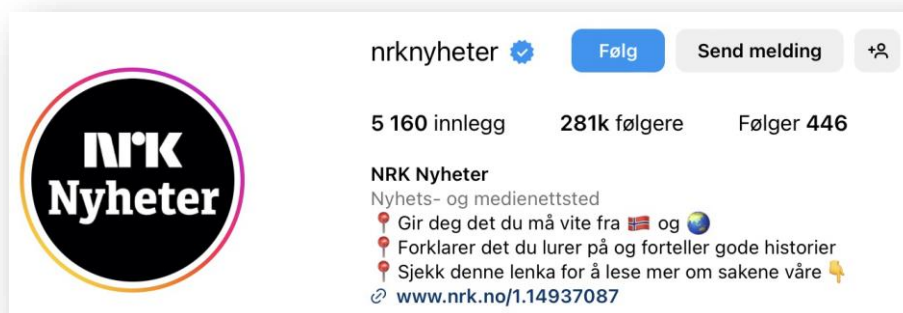 nrknyheter Følg Send melding
5 160 innlegg 281k følgere Følger 446
NRK
Nyheter
NRK Nyheter
Nyhets- og medienettsted
📍 Gir deg det du må vite fra 🇳🇴 og 🌏
📍 Forklarer det du lurer på og forteller gode historier
📍 Sjekk denne lenka for å lese mer om sakene våre 👇
www.nrk.no/1.14937087